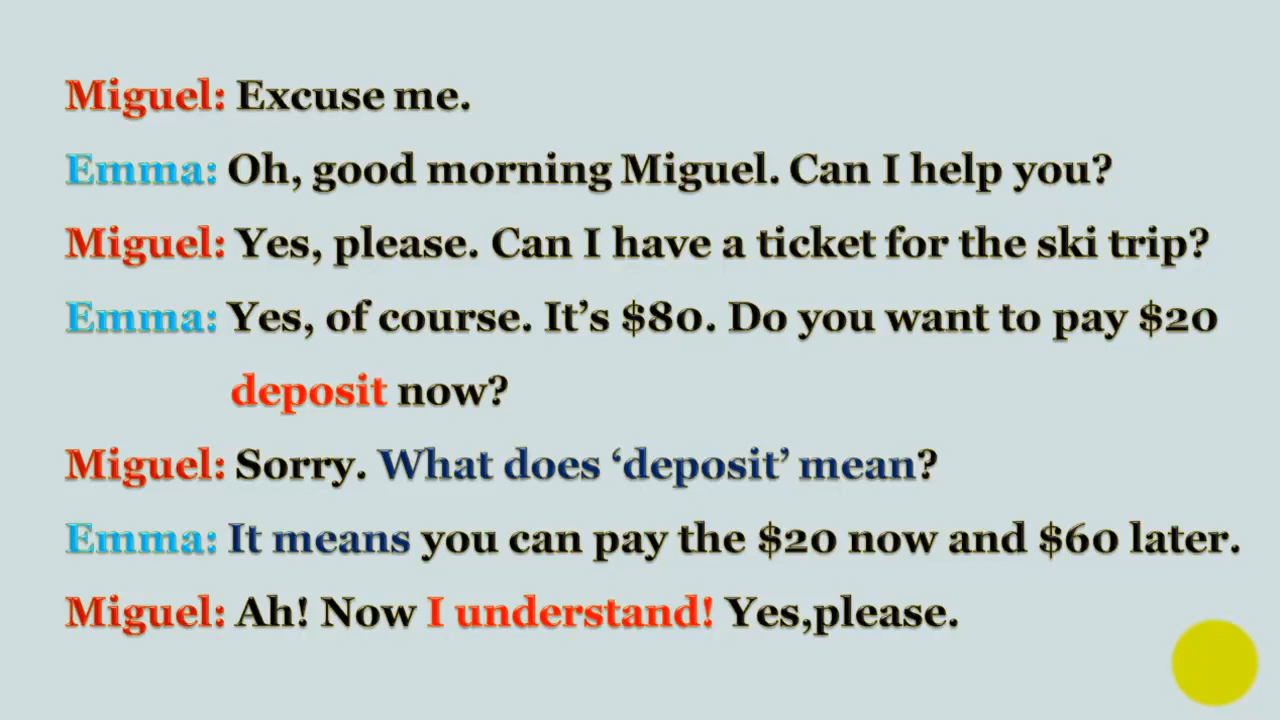 Miguel: Excuse me.
Emma: Oh, good morning Miguel. Can I help you?
Miguel: Yes, please. Can I have a ticket for the ski trip?
Emma: Yes, of course. It’s $80. Do you want to pay $20
deposit now?
Miguel: Sorry. What does ‘deposit’ mean?
Emma: It means you can pay the $20 now and $60 later.
Miguel: Ah! Now I understand! Yes,please.